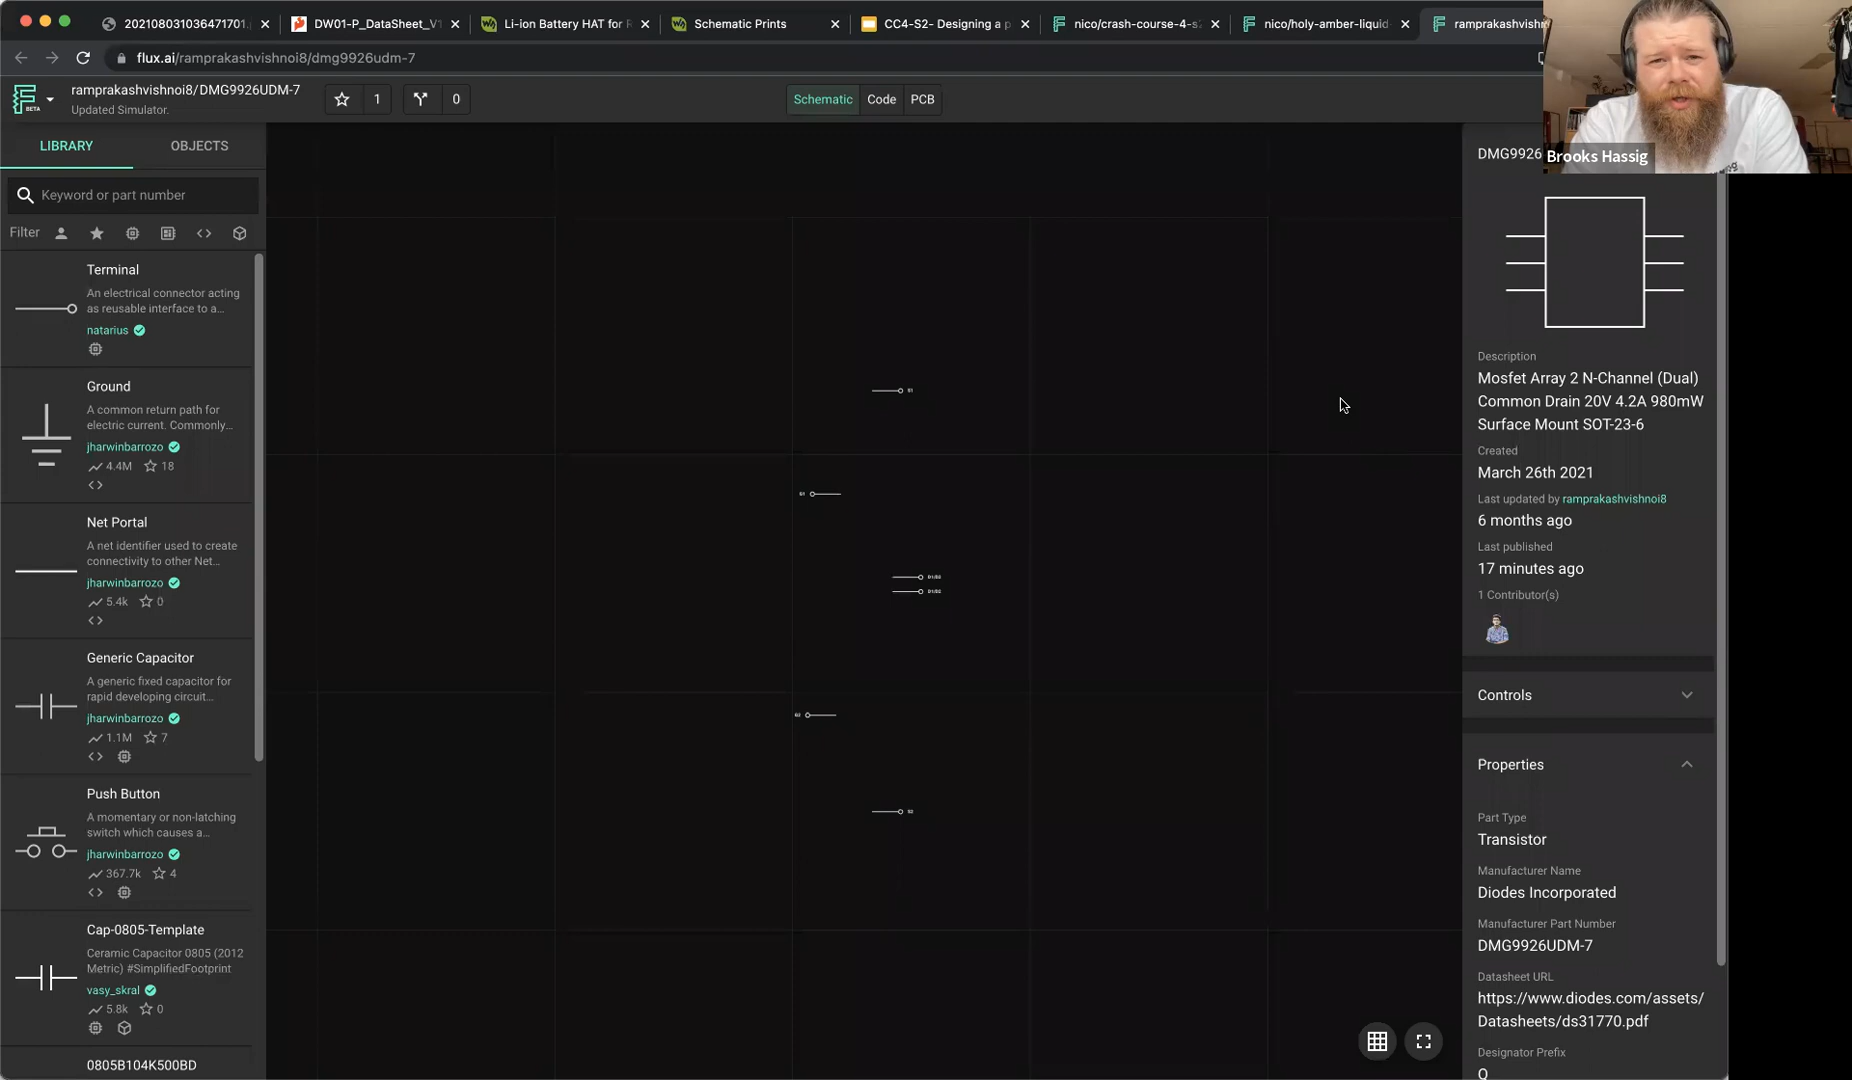 202108031036471701.
DW01-P_DataSheet_V1
Li-ion Battery HAT for R
Schematic Prints
CC4-S2- Designing a p
nico/crash-course-4-s2
nico/holy-amber-liquid-
ramprakashvishn
flux.ai/ramprakashvishnoi8/dmg9926udm-7
BETA
ramprakashvishnoi8/DMG9926UDM-7
Updated Simulator.
1
0
Schematic
Code
PCB
Brooks Hassig
LIBRARY
OBJECTS
Keyword or part number
Filter
Terminal
An electrical connector acting
as reusable interface to a...
natarius
Ground
A common return path for
electric current. Commonly...
jharwinbarrozo
4.4M
18
Net Portal
A net identifier used to create
connectivity to other Net...
jharwinbarrozo
5.4k
0
Generic Capacitor
A generic fixed capacitor for
rapid developing circuit...
jharwinbarrozo
1.1M
7
Push Button
A momentary or non-latching
switch which causes a...
jharwinbarrozo
367.7k
4
Cap-0805-Template
Ceramic Capacitor 0805 (2012
Metric) #SimplifiedFootprint
vasy_skral
5.8k
0
0805B104K500BD
DMG9926
Description
Mosfet Array 2 N-Channel (Dual)
Common Drain 20V 4.2A 980mW
Surface Mount SOT-23-6
Created
March 26th 2021
Last updated by ramprakashvishnoi8
6 months ago
Last published
17 minutes ago
1 Contributor(s)
Controls
Properties
Part Type
Transistor
Manufacturer Name
Diodes Incorporated
Manufacturer Part Number
DMG9926UDM-7
Datasheet URL
https://www.diodes.com/assets/
Datasheets/ds31770.pdf
Designator Prefix
Q